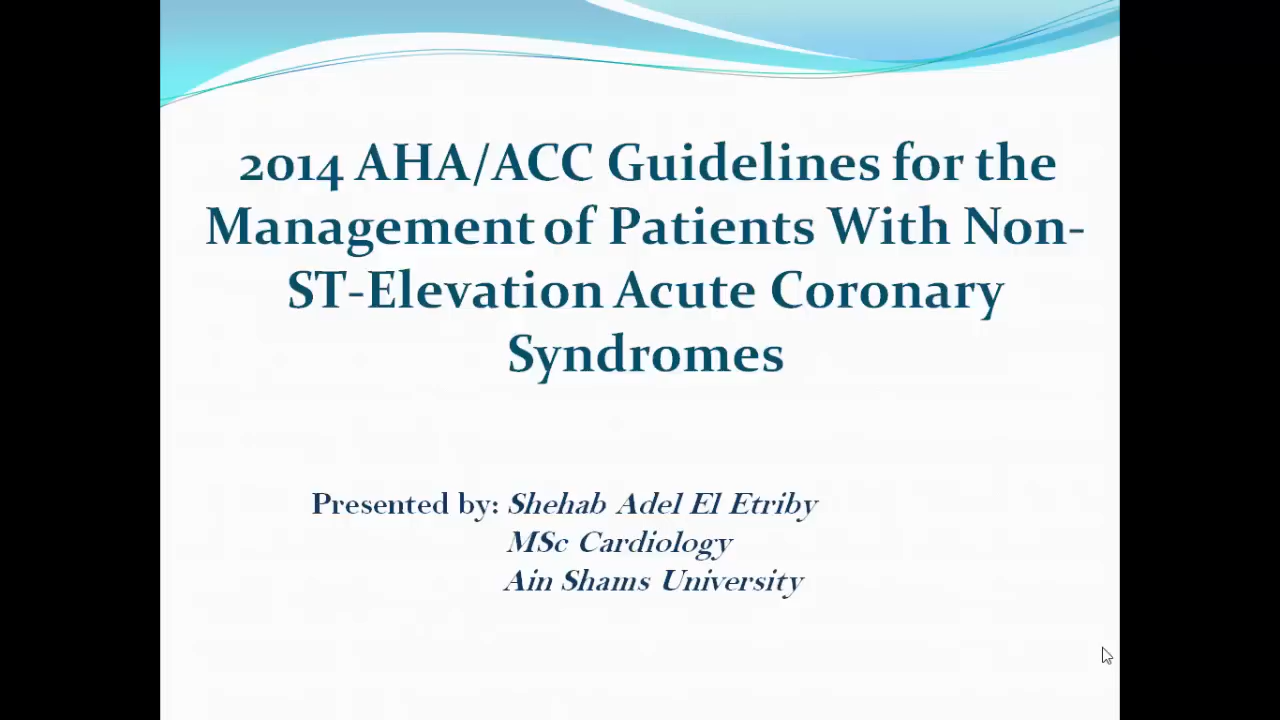 2014 AHA/ACC Guidelines for the
Management of Patients With Non-
ST-Elevation Acute Coronary
Syndromes
Presented by: Shehab Adel El Etriby
MSc Cardiology
Ain Shams University